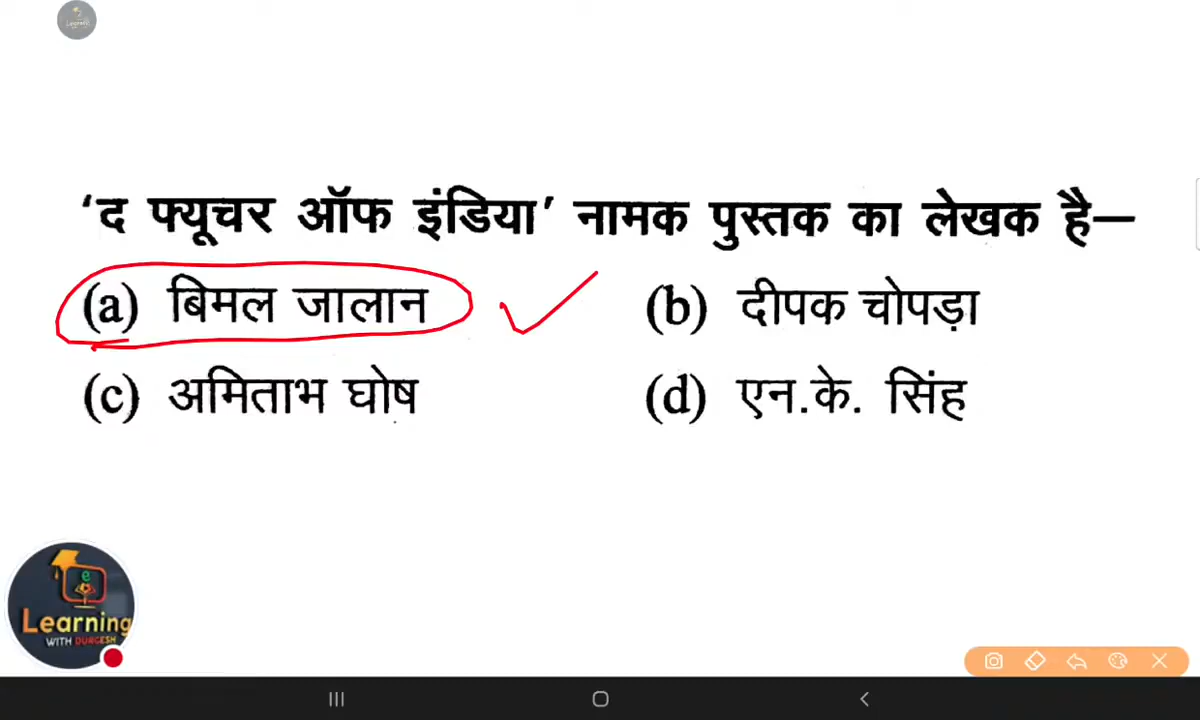 'द फ्यूचर ऑफ इंडिया' नामक पुस्तक का लेखक है—
(a) बिमल जालान
(b) दीपक चोपड़ा
(c) अमिताभ घोष
(d) एन.के. सिंह
e
Learning
WITH DURGESH